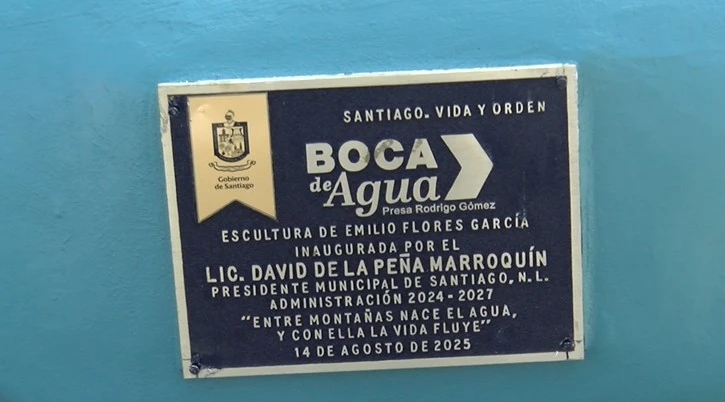 SANTIAGO. VIDA Y ORDEN
Gobierno
de Santiago
BOCA
de Agua
Presa Rodrigo Gómez
ESCULTURA DE EMILIO FLORES GARCÍA
INAUGURADA POR EL
LIC. DAVID DE LA PEÑA MARROQUÍN
PRESIDENTE MUNICIPAL DE SANTIAGO, N.L.
ADMINISTRACIÓN 2024-2027
"ENTRE MONTAÑAS NACE EL AGUA,
Y CON ELLA LA VIDA FLUYE"
14 DE AGOSTO DE 2025